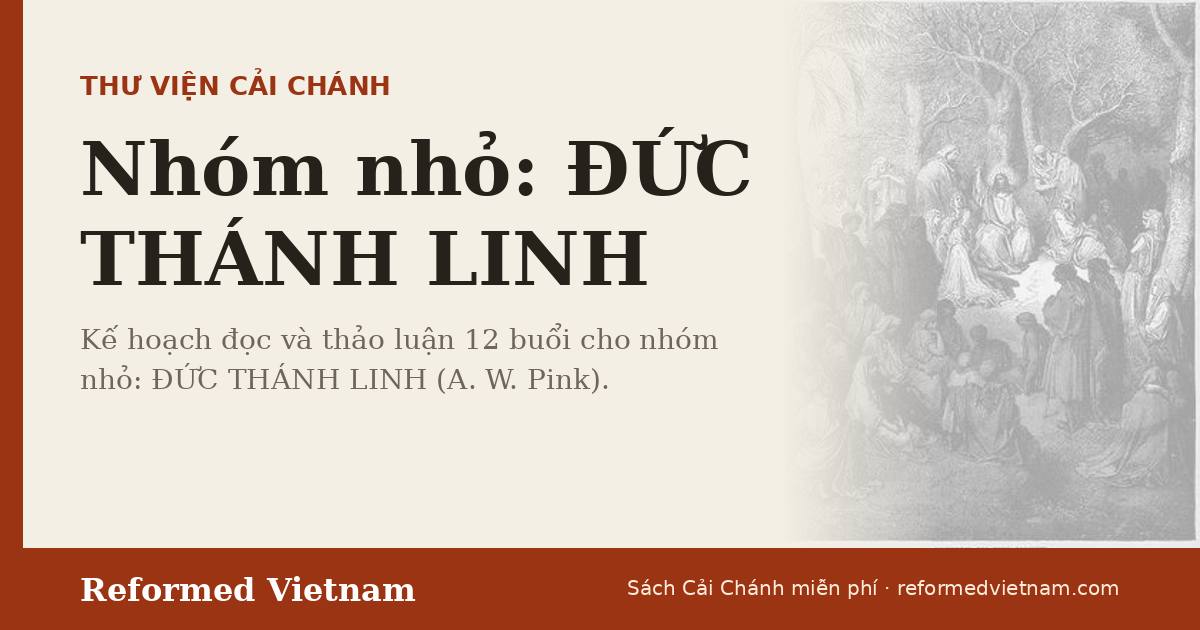 THƯ VIỆN CẢI CHÁNH
Nhóm nhỏ: ĐỨC
THÁNH LINH
Kế hoạch đọc và thảo luận 12 buổi cho nhóm
nhỏ: ĐỨC THÁNH LINH (A. W. Pink).
Reformed Vietnam
Sách Cải Chánh miễn phí · reformedvietnam.com